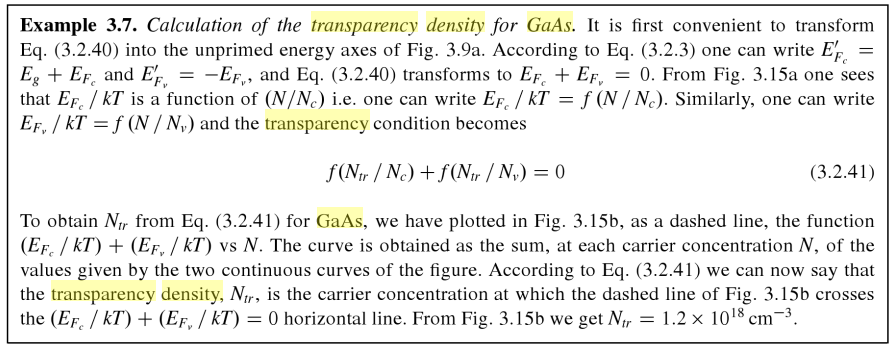 Example 3.7. Calculation of the transparency density for GaAs. It is first convenient to transform
Eq. (3.2.40) into the unprimed energy axes of Fig. 3.9a. According to Eq. (3.2.3) one can write E′_{F_c} =
E_g + E_{F_c} and E′_{F_v} = −E_{F_v}, and Eq. (3.2.40) transforms to E_{F_c} + E_{F_v} = 0. From Fig. 3.15a one sees
that E_{F_c} / kT is a function of (N/N_c) i.e. one can write E_{F_c} / kT = f (N / N_c). Similarly, one can write
E_{F_v} / kT = f (N / N_v) and the transparency condition becomes
f(N_{tr} / N_c) + f(N_{tr} / N_v) = 0 (3.2.41)
To obtain N_{tr} from Eq. (3.2.41) for GaAs, we have plotted in Fig. 3.15b, as a dashed line, the function
(E_{F_c} / kT) + (E_{F_v} / kT) vs N. The curve is obtained as the sum, at each carrier concentration N, of the
values given by the two continuous curves of the figure. According to Eq. (3.2.41) we can now say that
the transparency density, N_{tr}, is the carrier concentration at which the dashed line of Fig. 3.15b crosses
the (E_{F_c} / kT) + (E_{F_v} / kT) = 0 horizontal line. From Fig. 3.15b we get N_{tr} = 1.2 × 10^{18} cm^{−3}.